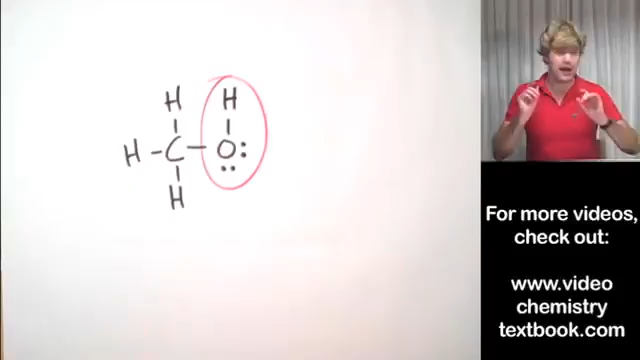 H H
H - C - O
H
For more videos,
check out:
www.video
chemistry
textbook.com